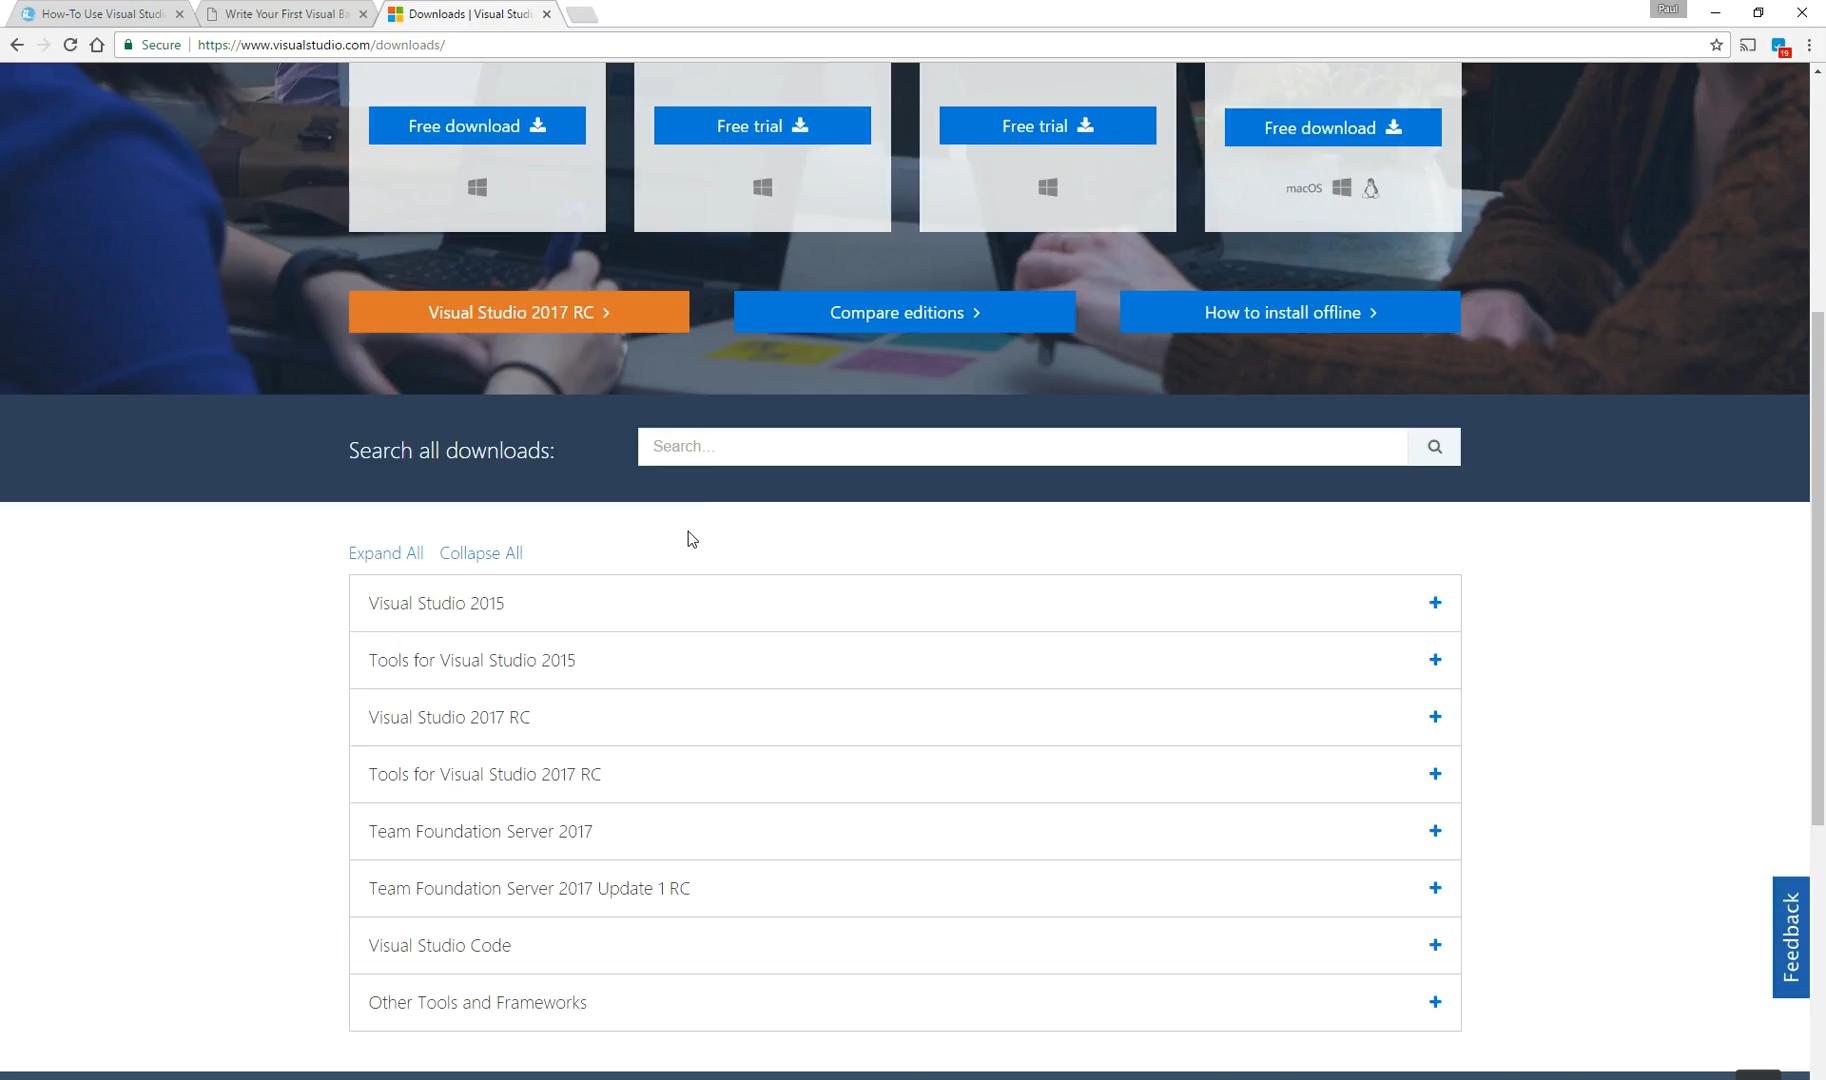 How-To Use Visual Studi
Write Your First Visual Ba
Downloads | Visual Studi
Paul
Secure
https://www.visualstudio.com/downloads/
19
Free download
Free trial
Free trial
Free download
macOS
Visual Studio 2017 RC >
Compare editions >
How to install offline >
Search all downloads:
Search...
Expand All
Collapse All
Visual Studio 2015
Tools for Visual Studio 2015
Visual Studio 2017 RC
Tools for Visual Studio 2017 RC
Team Foundation Server 2017
Team Foundation Server 2017 Update 1 RC
Visual Studio Code
Other Tools and Frameworks
Feedback